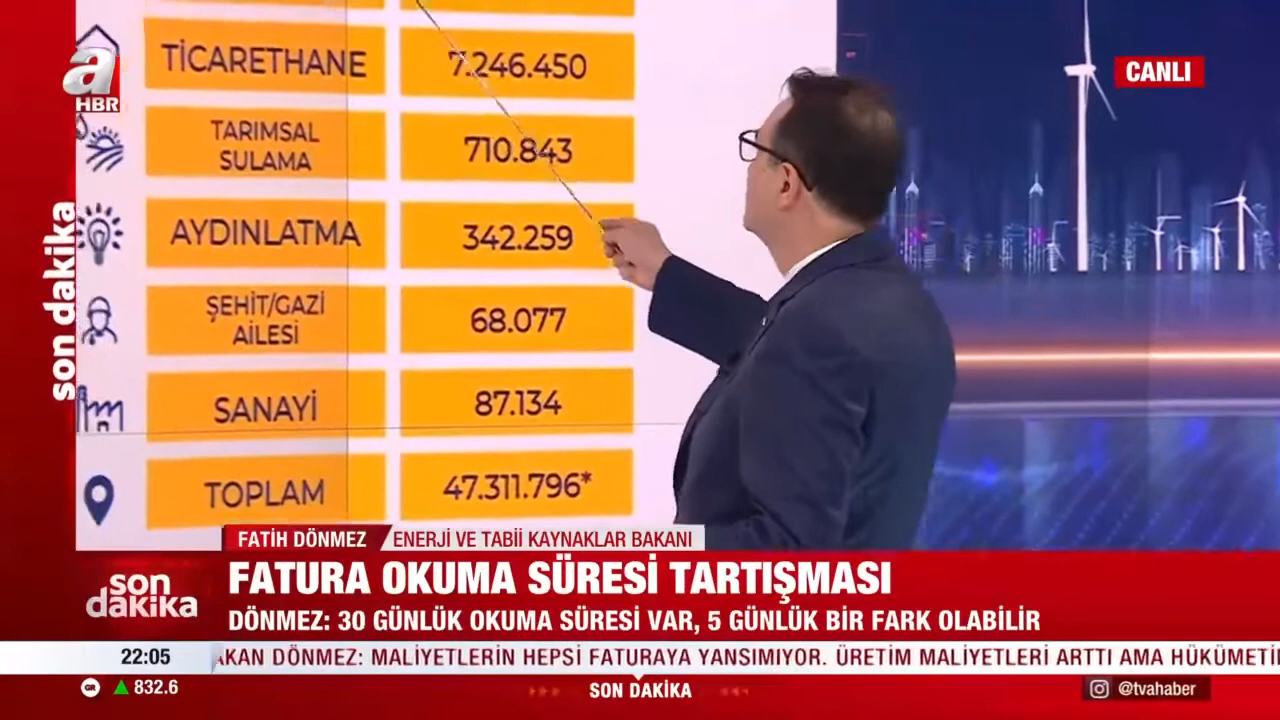 a
HBR
CANLI
son dakika
TİCARETHANE 7.246.450
TARIMSAL
SULAMA
710.843
AYDINLATMA 342.259
ŞEHİT/GAZİ
AİLESİ
68.077
SANAYİ 87.134
TOPLAM 47.311.796*
FATİH DÖNMEZ ENERJİ VE TABİİ KAYNAKLAR BAKANI
son
dakika
FATURA OKUMA SÜRESİ TARTIŞMASI
DÖNMEZ: 30 GÜNLÜK OKUMA SÜRESİ VAR, 5 GÜNLÜK BİR FARK OLABİLİR
22:05 AKAN DÖNMEZ: MALİYETLERİN HEPSİ FATURAYA YANSIMIYOR. ÜRETİM MALİYETLERİ ARTTI AMA HÜKÜMETİ
GR 832.6 SON DAKİKA @tvahaber